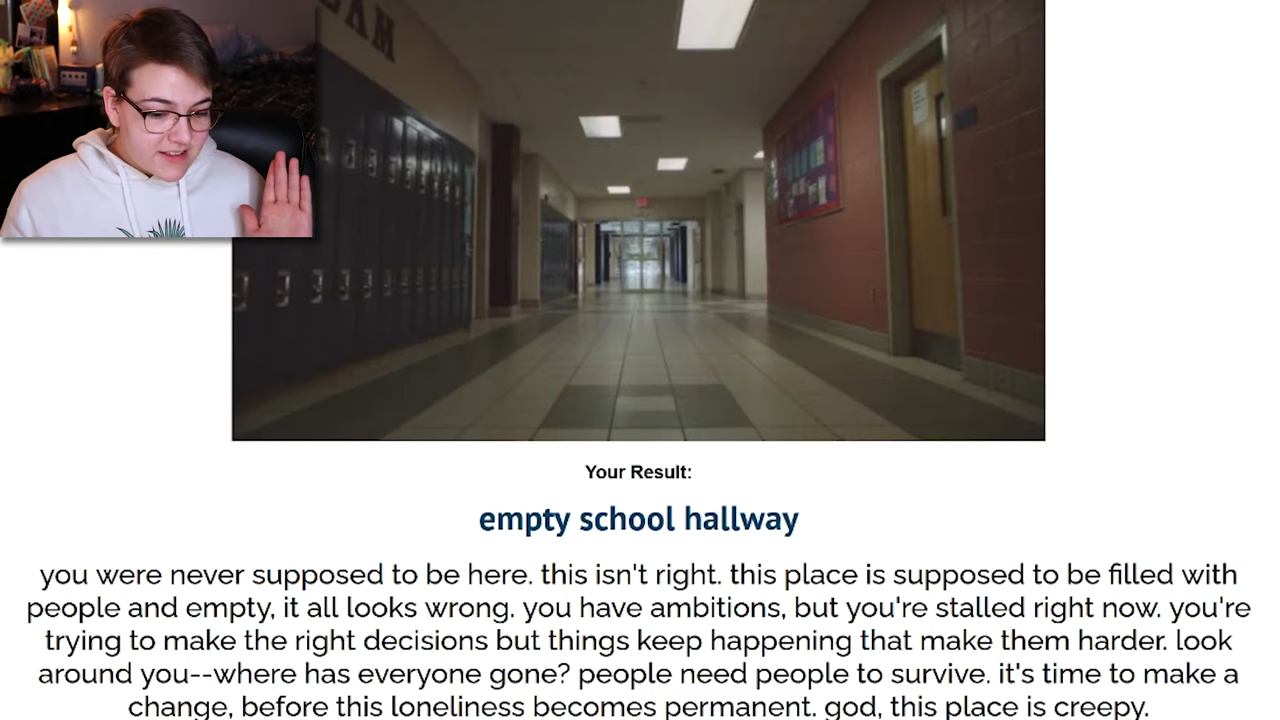 EAM
Your Result:
empty school hallway
you were never supposed to be here. this isn't right. this place is supposed to be filled with
people and empty, it all looks wrong. you have ambitions, but you're stalled right now. you're
trying to make the right decisions but things keep happening that make them harder. look
around you--where has everyone gone? people need people to survive. it's time to make a
change, before this loneliness becomes permanent. god, this place is creepy.